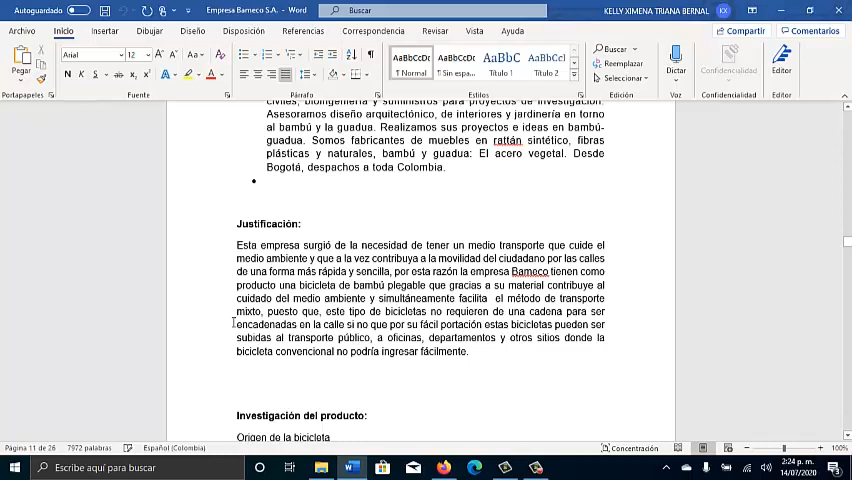 Autoguardado
Empresa Bameco S.A. - Word
Buscar
KELLY XIMENA TRIANA BERNAL
KX
Archivo Inicio Insertar Dibujar Diseño Disposición Referencias Correspondencia Revisar Vista Ayuda
Compartir
Comentarios
Pegar
Arial
12
N K S
Normal
Sin espa...
Título 1
Título 2
Buscar
Reemplazar
Seleccionar
Dictar
Confidencialidad
Editor
Portapapeles
Fuente
Párrafo
Estilos
Edición
Voz
Confidencialidad
Editor
civiles, bioingeniería y suministros para proyectos de investigación.
Asesoramos diseño arquitectónico, de interiores y jardinería en torno
al bambú y la guadua. Realizamos sus proyectos e ideas en bambú-
guadua. Somos fabricantes de muebles en rattán sintético, fibras
plásticas y naturales, bambú y guadua: El acero vegetal. Desde
Bogotá, despachos a toda Colombia.
Justificación:
Esta empresa surgió de la necesidad de tener un medio transporte que cuide el
medio ambiente y que a la vez contribuya a la movilidad del ciudadano por las calles
de una forma más rápida y sencilla, por esta razón la empresa Bameco tienen como
producto una bicicleta de bambú plegable que gracias a su material contribuye al
cuidado del medio ambiente y simultáneamente facilita el método de transporte
mixto, puesto que, este tipo de bicicletas no requieren de una cadena para ser
encadenadas en la calle si no que por su fácil portación estas bicicletas pueden ser
subidas al transporte público, a oficinas, departamentos y otros sitios donde la
bicicleta convencional no podría ingresar fácilmente.
Investigación del producto:
Origen de la bicicleta
Página 11 de 26
7972 palabras
Español (Colombia)
Concentración
100%
Escribe aquí para buscar
2:24 p. m.
14/07/2020
3